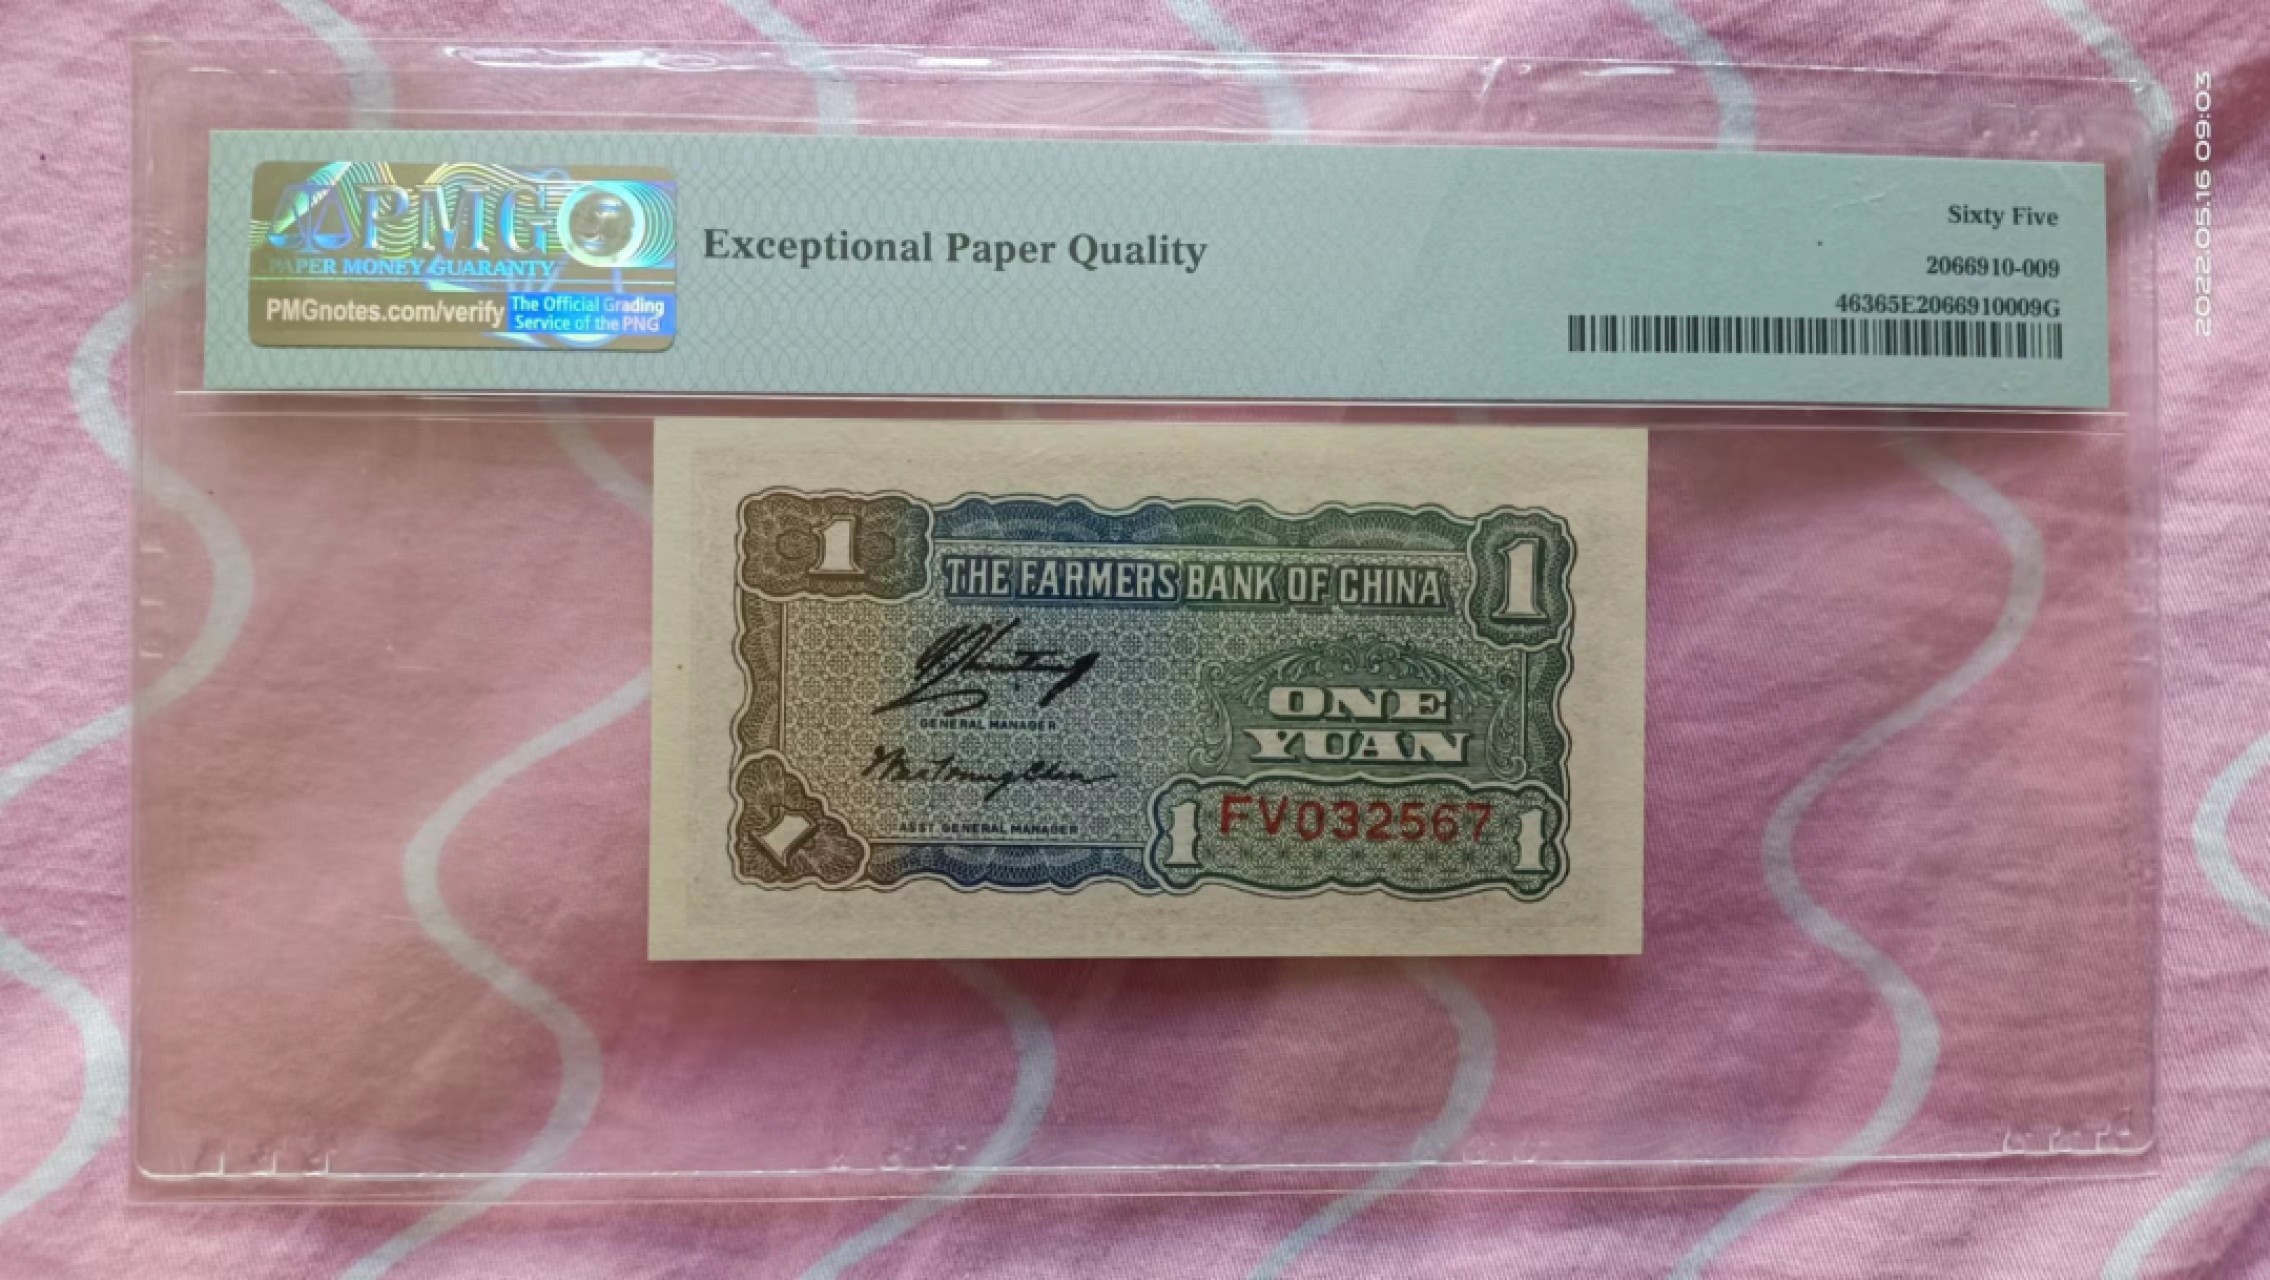 PMG
PAPER MONEY GUARANTY
PMGnotes.com/verify
The Official Grading
Service of the PNG
Exceptional Paper Quality
Sixty Five
2066910-009
46365E2066910009G
2022.05.16 09:03
1
1
THE FARMERS BANK OF CHINA
GENERAL MANAGER
ONE
YUAN
ASST. GENERAL MANAGER
1
1 FV032567 1